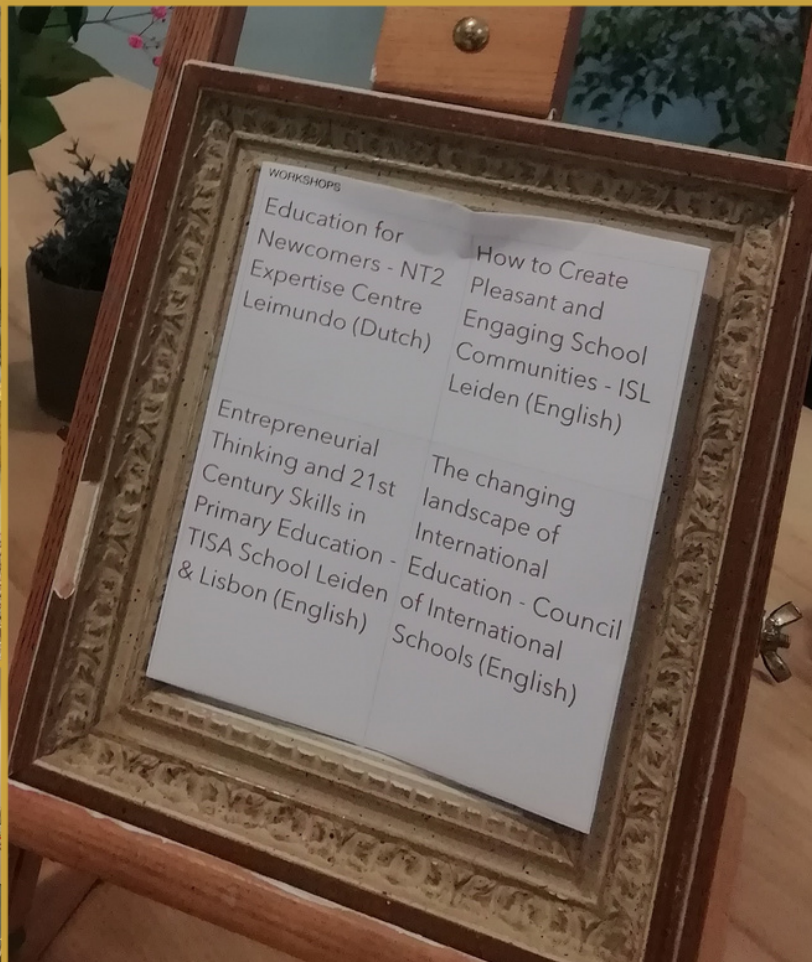 WORKSHOPS
Education for
Newcomers - NT2
Expertise Centre
Leimundo (Dutch)
How to Create
Pleasant and
Engaging School
Communities - ISL
Leiden (English)
Entrepreneurial
Thinking and 21st
Century Skills in
Primary Education -
TISA School Leiden
& Lisbon (English)
The changing
landscape of
International
Education - Council
of International
Schools (English)